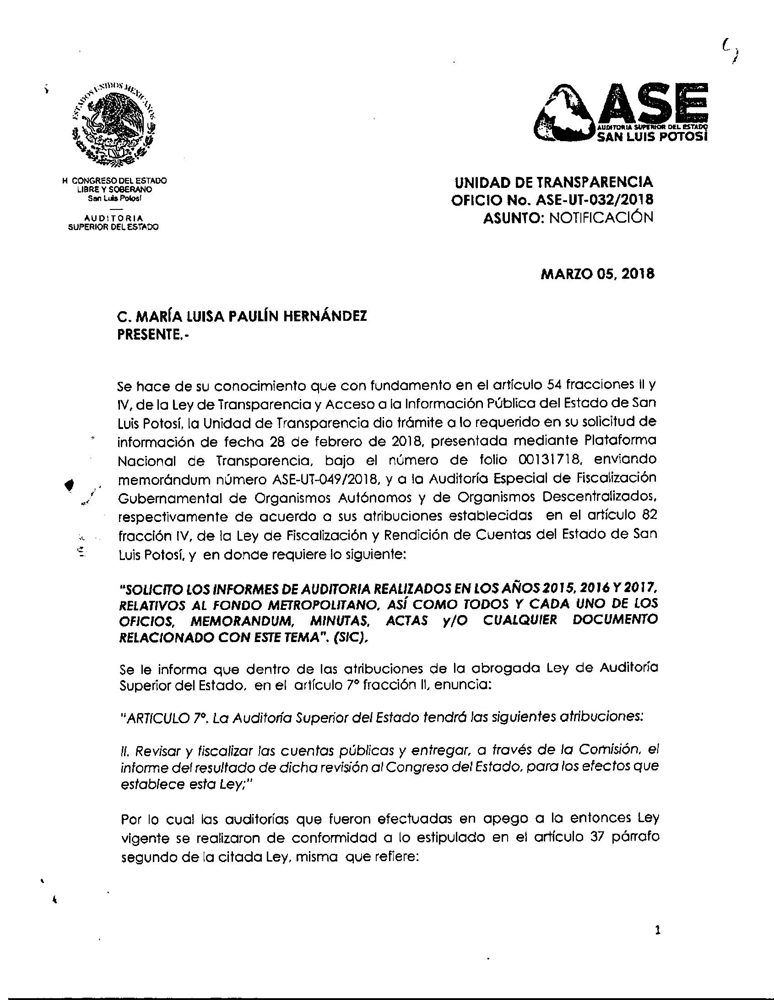 ESTADOS UNIDOS MEXICANOS
H CONGRESO DEL ESTADO
LIBRE Y SOBERANO
San Luis Potosí
AUDITORIA
SUPERIOR DEL ESTADO
ASE
AUDITORIA SUPERIOR DEL ESTADO
SAN LUIS POTOSÍ
UNIDAD DE TRANSPARENCIA
OFICIO No. ASE-UT-032/2018
ASUNTO: NOTIFICACIÓN
MARZO 05, 2018
C. MARÍA LUISA PAULÍN HERNÁNDEZ
PRESENTE.-
Se hace de su conocimiento que con fundamento en el artículo 54 fracciones II y
IV, de la Ley de Transparencia y Acceso a la Información Pública del Estado de San
Luis Potosí, la Unidad de Transparencia dio trámite a lo requerido en su solicitud de
información de fecha 28 de febrero de 2018, presentada mediante Plataforma
Nacional de Transparencia, bajo el número de folio 00131718, enviando
memorándum número ASE-UT-049/2018, y a la Auditoría Especial de Fiscalización
Gubernamental de Organismos Autónomos y de Organismos Descentralizados,
respectivamente de acuerdo a sus atribuciones establecidas en el artículo 82
fracción IV, de la Ley de Fiscalización y Rendición de Cuentas del Estado de San
Luis Potosí, y en donde requiere lo siguiente:
"SOLICITO LOS INFORMES DE AUDITORIA REALIZADOS EN LOS AÑOS 2015, 2016 Y 2017,
RELATIVOS AL FONDO METROPOLITANO, ASÍ COMO TODOS Y CADA UNO DE LOS
OFICIOS, MEMORANDUM, MINUTAS, ACTAS y/O CUALQUIER DOCUMENTO
RELACIONADO CON ESTE TEMA". (SIC).
Se le informa que dentro de las atribuciones de la abrogada Ley de Auditoría
Superior del Estado, en el artículo 7º fracción II, enuncia:
"ARTICULO 7º. La Auditoría Superior del Estado tendrá las siguientes atribuciones:
II. Revisar y fiscalizar las cuentas públicas y entregar, a través de la Comisión, el
informe del resultado de dicha revisión al Congreso del Estado, para los efectos que
establece esta Ley;"
Por lo cual las auditorías que fueron efectuadas en apego a la entonces Ley
vigente se realizaron de conformidad a lo estipulado en el artículo 37 párrafo
segundo de la citada Ley, misma que refiere:
1